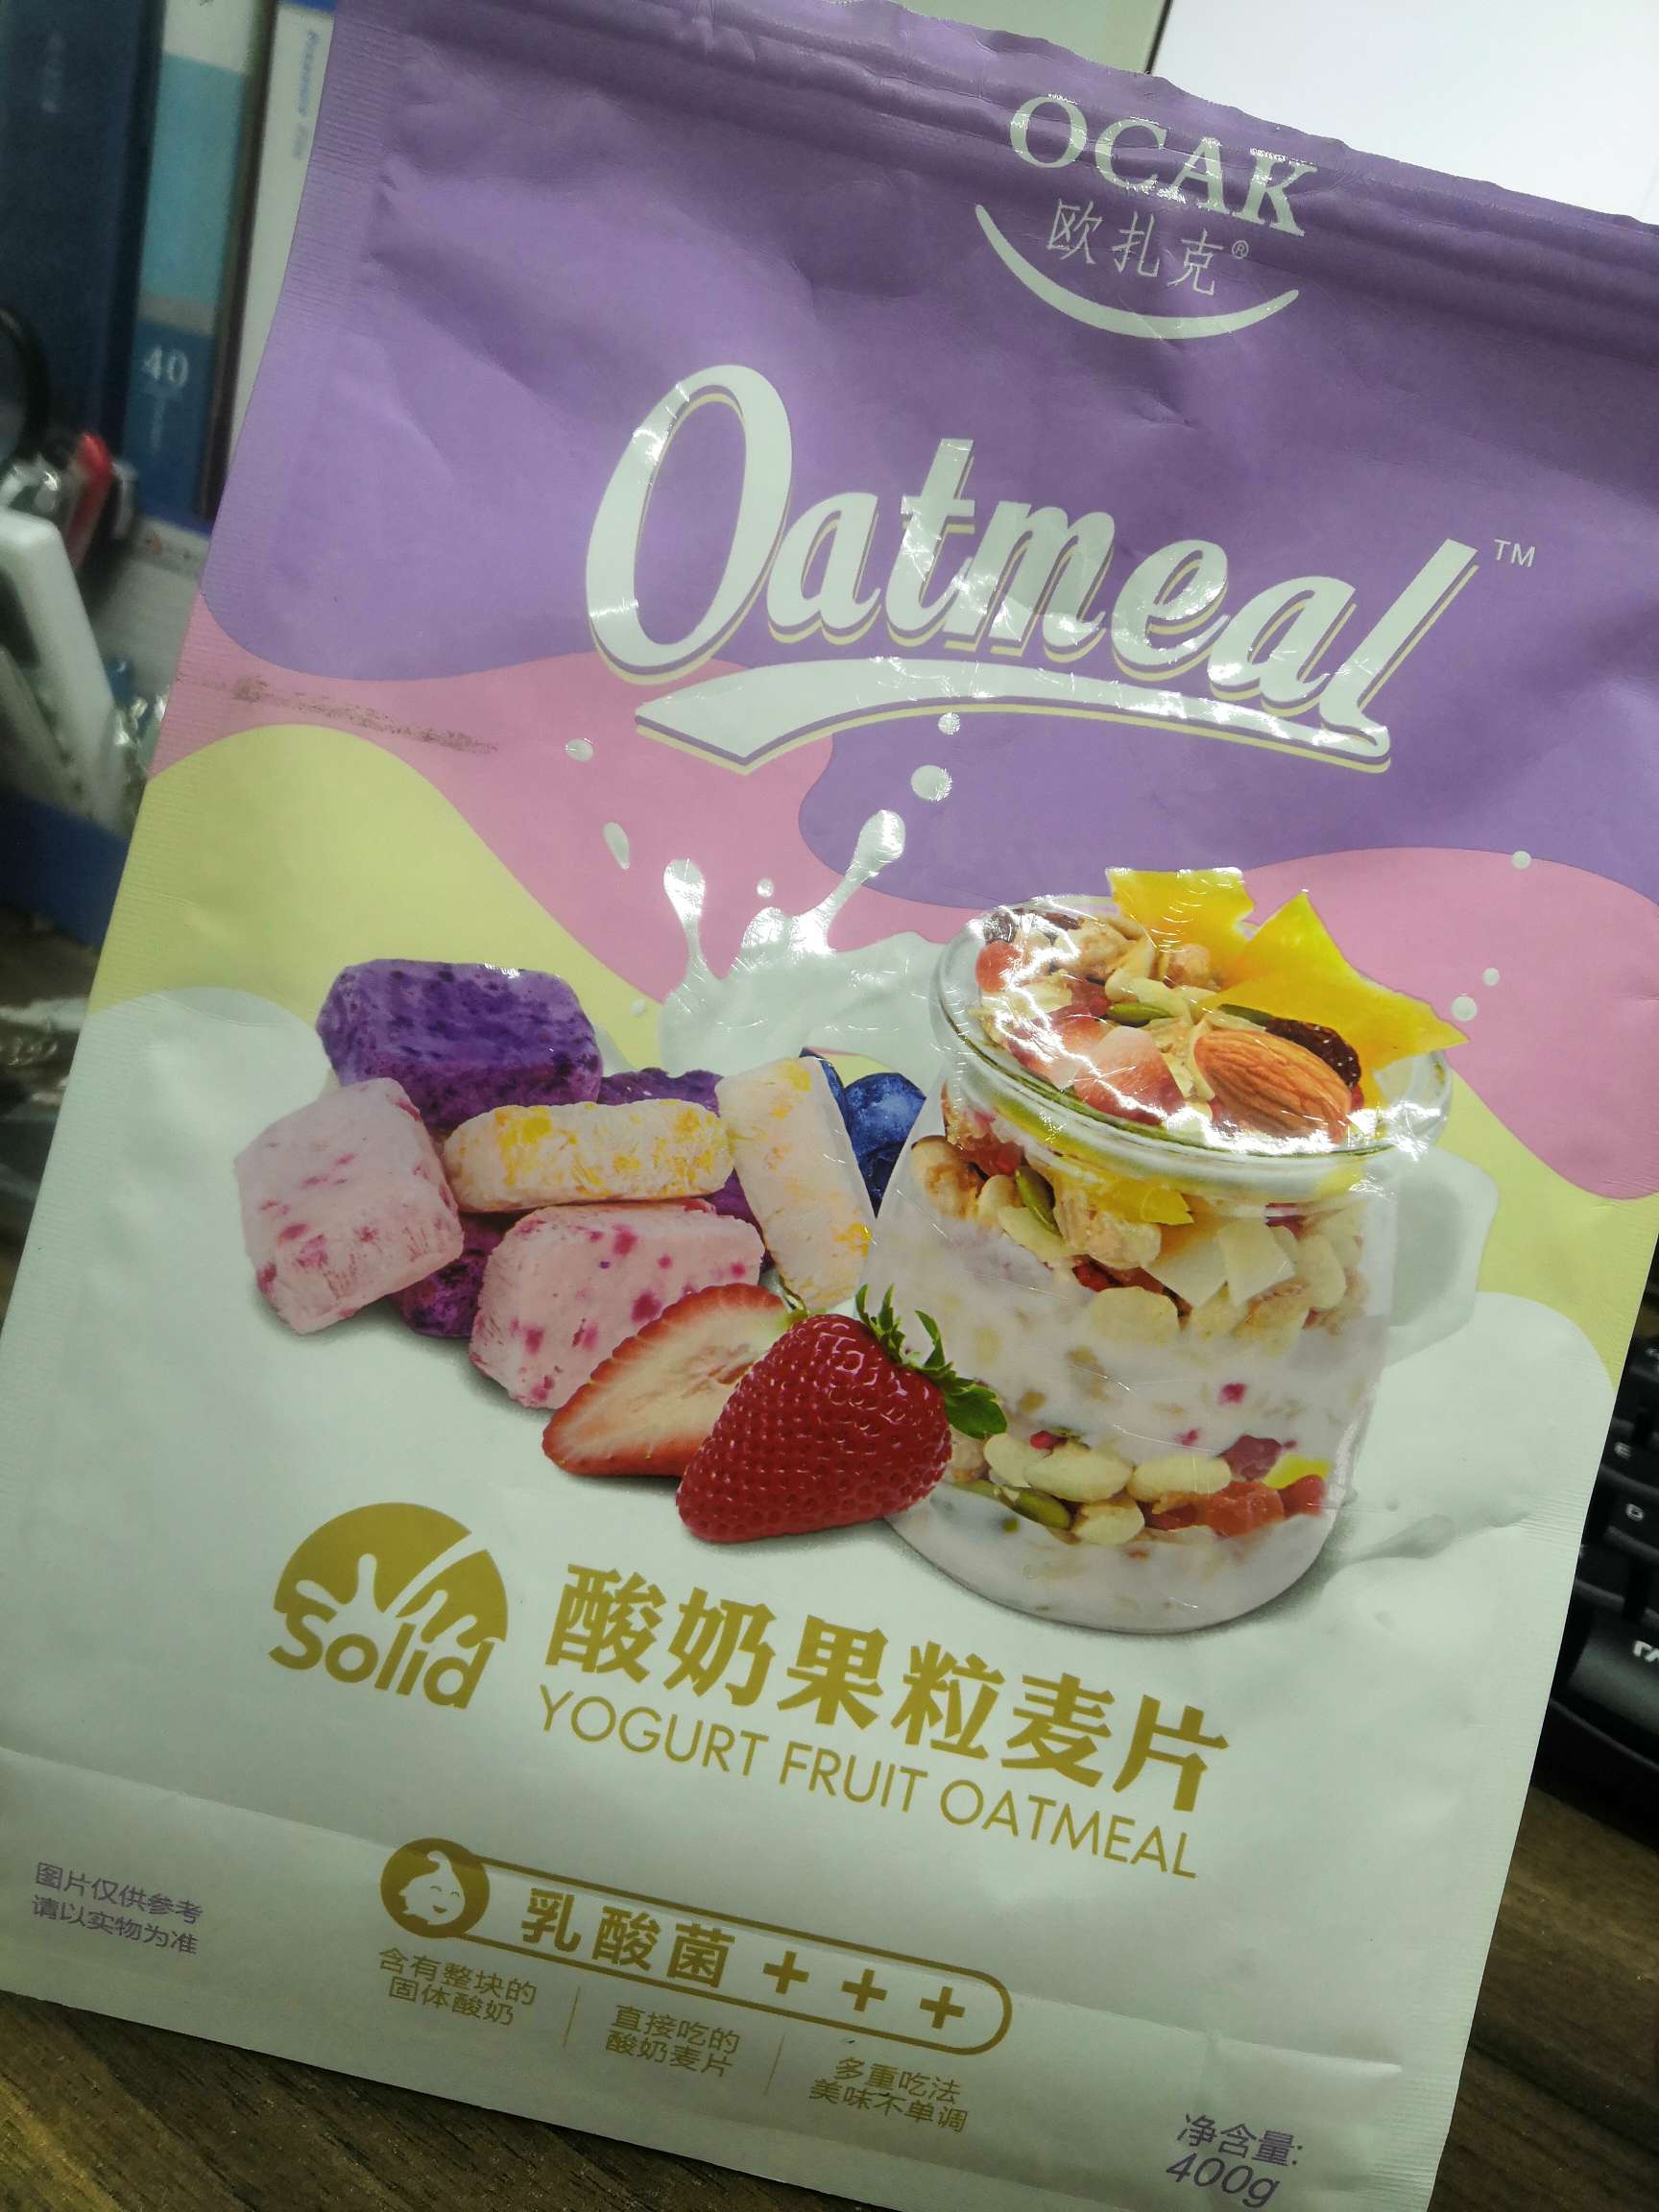 OCAK
欧扎克®
40
Oatmeal™
Solid
酸奶果粒麦片
YOGURT FRUIT OATMEAL
图片仅供参考
请以实物为准
乳酸菌+++
含有整块的
固体酸奶
直接吃的
酸奶麦片
多重吃法
美味不单调
净含量:
400g